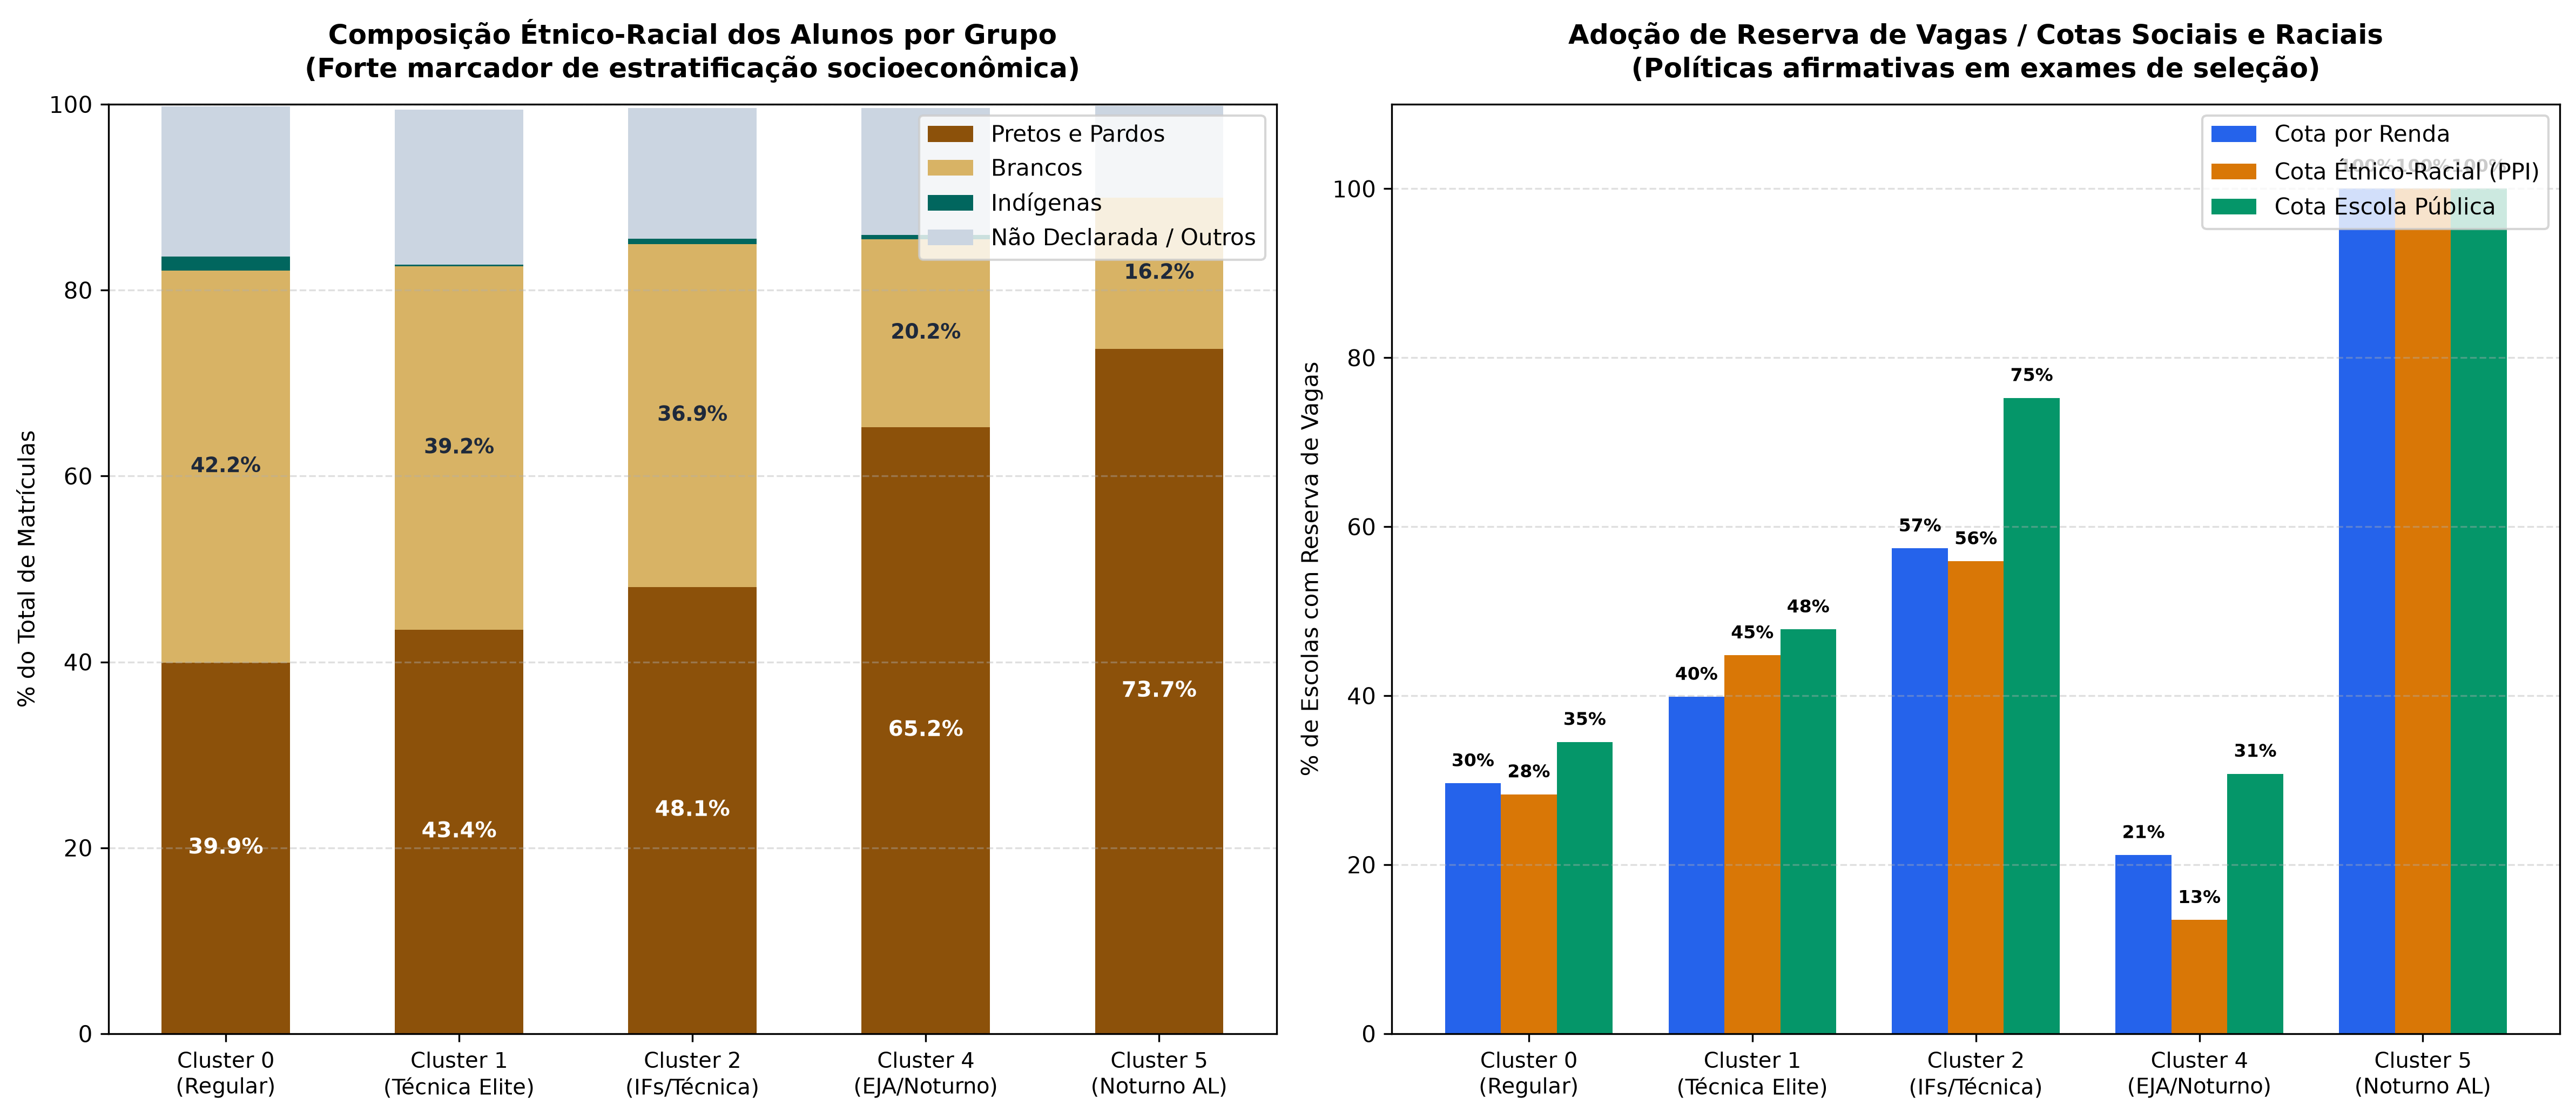 Composição Étnico-Racial dos Alunos por Grupo
(Forte marcador de estratificação socioeconômica)
% do Total de Matrículas
100
80
60
40
20
0
Pretos e Pardos
Brancos
Indígenas
Não Declarada / Outros
42.2%
39.2%
36.9%
20.2%
16.2%
39.9%
43.4%
48.1%
65.2%
73.7%
Cluster 0
(Regular)
Cluster 1
(Técnica Elite)
Cluster 2
(IFs/Técnica)
Cluster 4
(EJA/Noturno)
Cluster 5
(Noturno AL)
Adoção de Reserva de Vagas / Cotas Sociais e Raciais
(Políticas afirmativas em exames de seleção)
% de Escolas com Reserva de Vagas
100
80
60
40
20
0
Cota por Renda
Cota Étnico-Racial (PPI)
Cota Escola Pública
30%
28%
35%
40%
45%
48%
57%
56%
75%
21%
13%
31%
100%
100%
100%
Cluster 0
(Regular)
Cluster 1
(Técnica Elite)
Cluster 2
(IFs/Técnica)
Cluster 4
(EJA/Noturno)
Cluster 5
(Noturno AL)